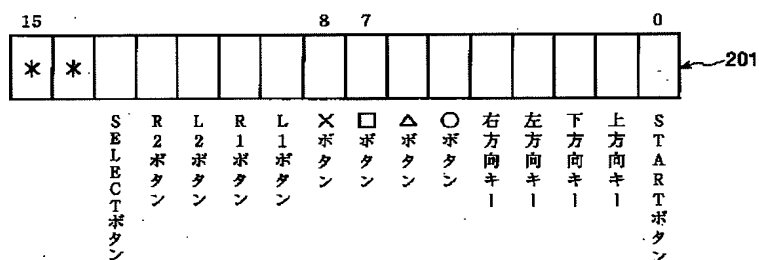 15 8 7 0
* *
201
SELECTボタン
R2ボタン
L2ボタン
R1ボタン
L1ボタン
×ボタン
□ボタン
△ボタン
○ボタン
右方向キー
左方向キー
下方向キー
上方向キー
STARTボタン